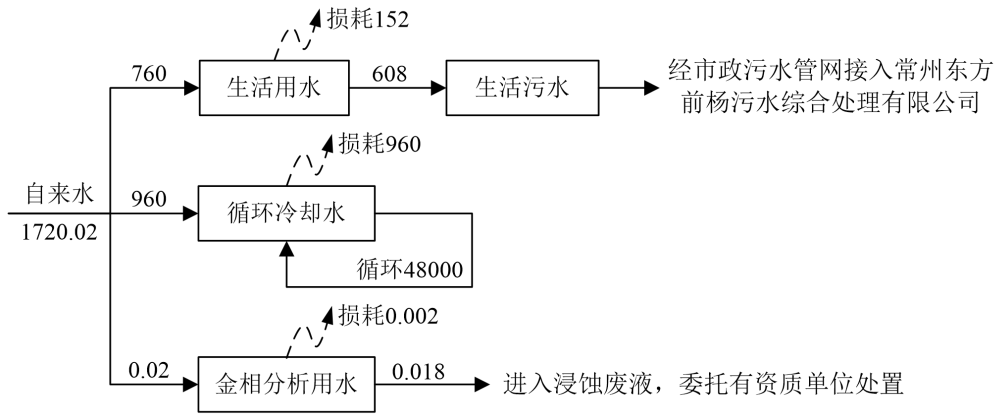 损耗152
760
生活用水
608
生活污水
经市政污水管网接入常州东方
前杨污水综合处理有限公司
损耗960
自来水
960
循环冷却水
1720.02
循环48000
损耗0.002
0.02
金相分析用水
0.018
进入浸蚀废液，委托有资质单位处置